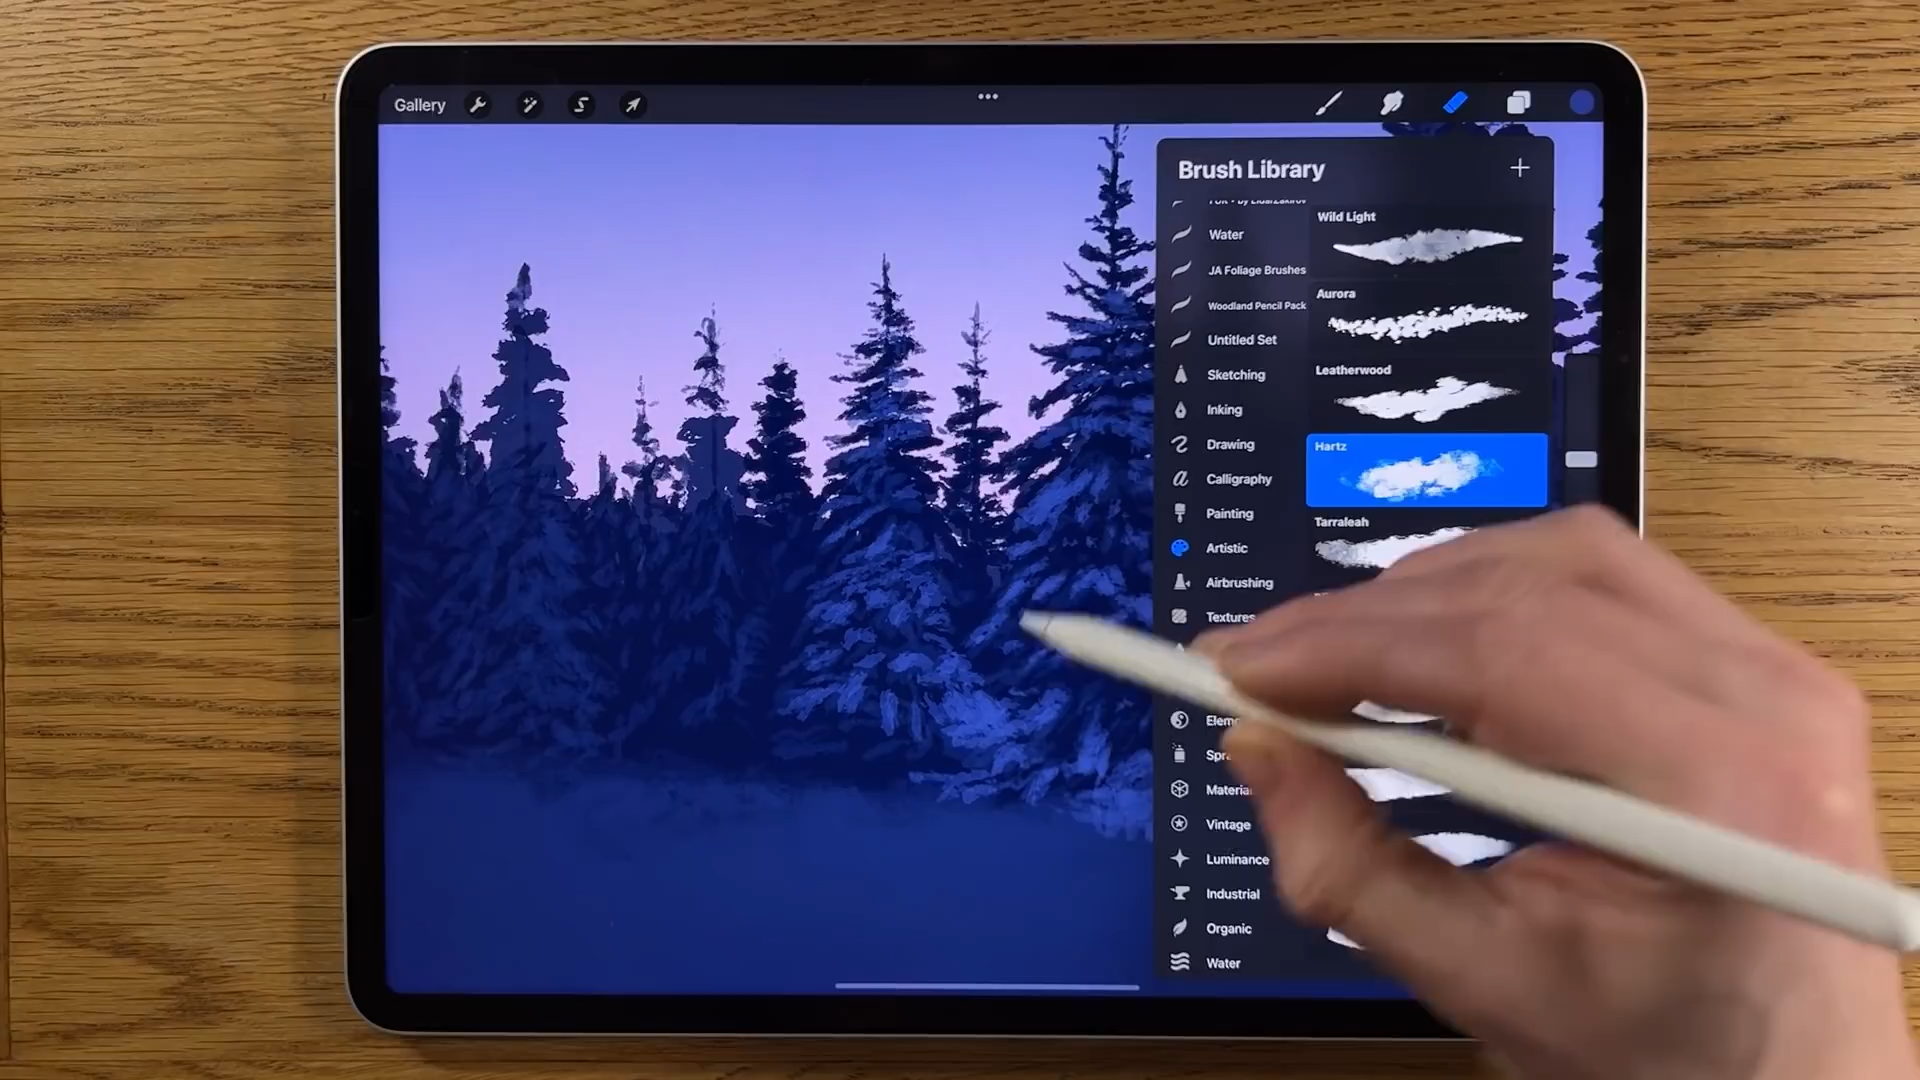 Gallery
Brush Library
Water
JA Foliage Brushes
Woodland Pencil Pack
Untitled Set
Sketching
Inking
Drawing
Calligraphy
Painting
Artistic
Airbrushing
Textures
Vintage
Luminance
Industrial
Organic
Water
Wild Light
Aurora
Leatherwood
Hartz
Tarraleah